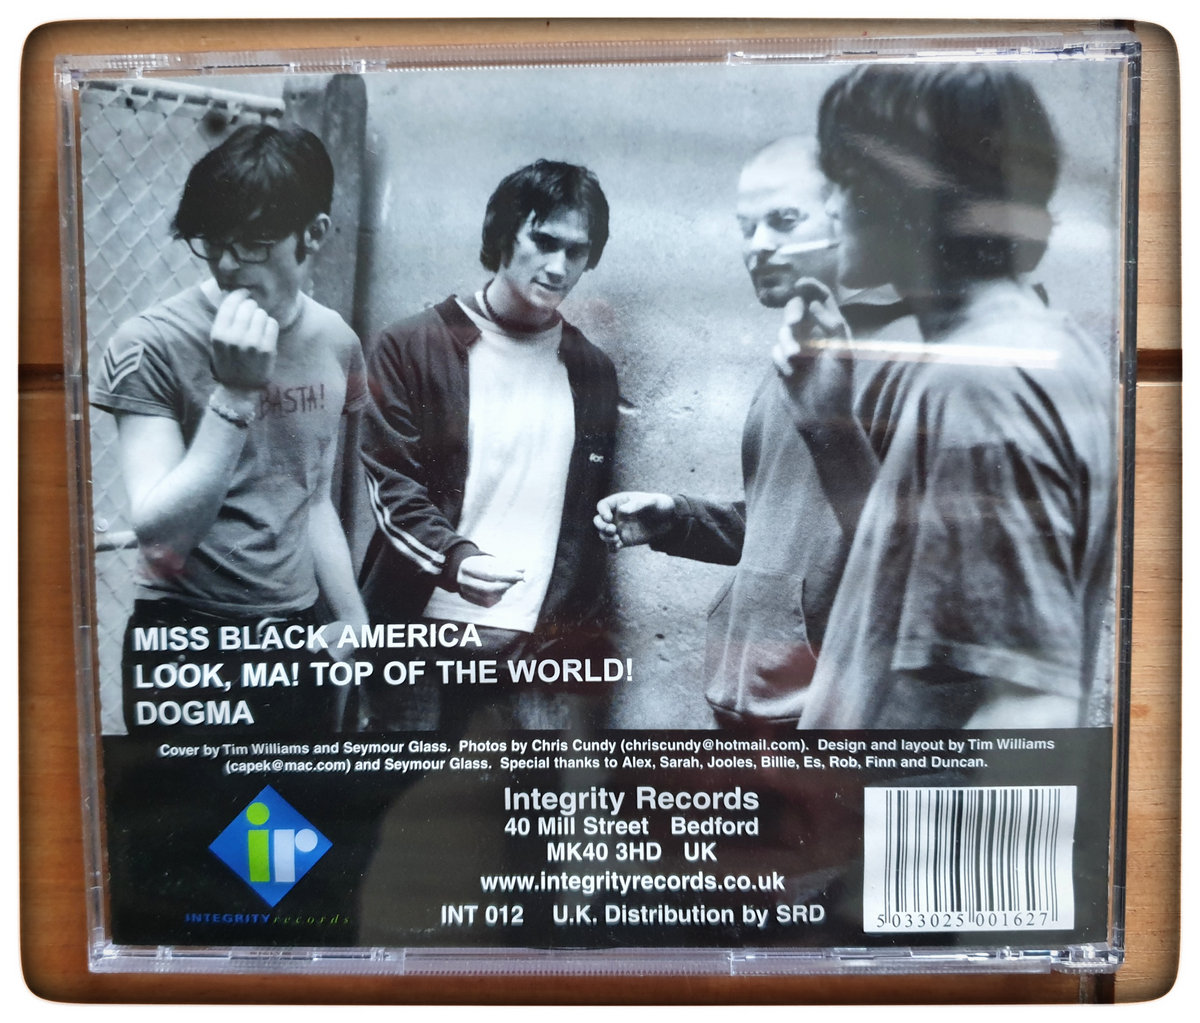 BASTA!
MISS BLACK AMERICA
LOOK, MA! TOP OF THE WORLD!
DOGMA
Cover by Tim Williams and Seymour Glass.  Photos by Chris Cundy (chriscundy@hotmail.com).  Design and layout by Tim Williams
(capek@mac.com) and Seymour Glass.  Special thanks to Alex, Sarah, Jooles, Billie, Es, Rob, Finn and Duncan.
ir
INTEGRITY records
Integrity Records
40 Mill Street   Bedford
MK40 3HD   UK
www.integrityrecords.co.uk
INT 012    U.K. Distribution by SRD
5 033025 001627